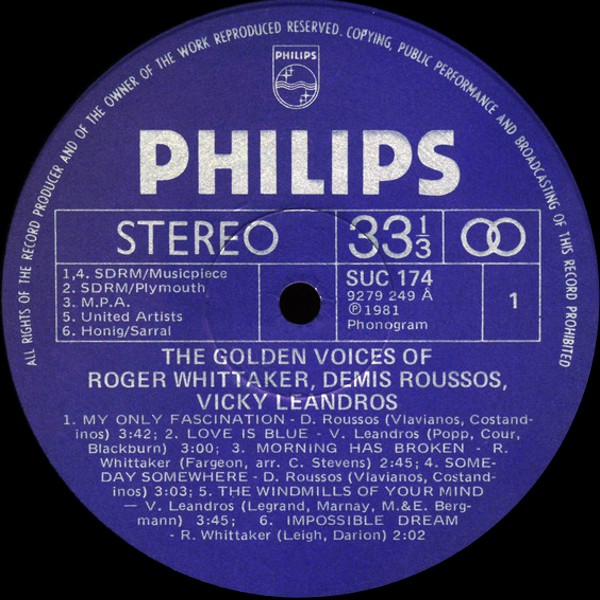 ALL RIGHTS OF THE RECORD PRODUCER AND OF THE OWNER OF THE WORK REPRODUCED RESERVED. COPYING, PUBLIC PERFORMANCE AND BROADCASTING OF THIS RECORD PROHIBITED
PHILIPS
PHILIPS
STEREO
33 1/3
1,4. SDRM/Musicpiece
2. SDRM/Plymouth
3. M.P.A.
5. United Artists
6. Honig/Sarral
SUC 174
9279 249 A
℗ 1981
Phonogram
1
THE GOLDEN VOICES OF
ROGER WHITTAKER, DEMIS ROUSSOS,
VICKY LEANDROS
1. MY ONLY FASCINATION - D. Roussos (Vlavianos, Costand-
inos) 3:42; 2. LOVE IS BLUE - V. Leandros (Popp, Cour,
Blackburn) 3:00; 3. MORNING HAS BROKEN - R.
Whittaker (Fargeon, arr. C. Stevens) 2:45; 4. SOME-
DAY SOMEWHERE - D. Roussos (Vlavianos, Costand-
inos) 3:03; 5. THE WINDMILLS OF YOUR MIND
— V. Leandros (Legrand, Marnay, M.&E. Berg-
mann) 3:45; 6. IMPOSSIBLE DREAM
- R. Whittaker (Leigh, Darion) 2:02